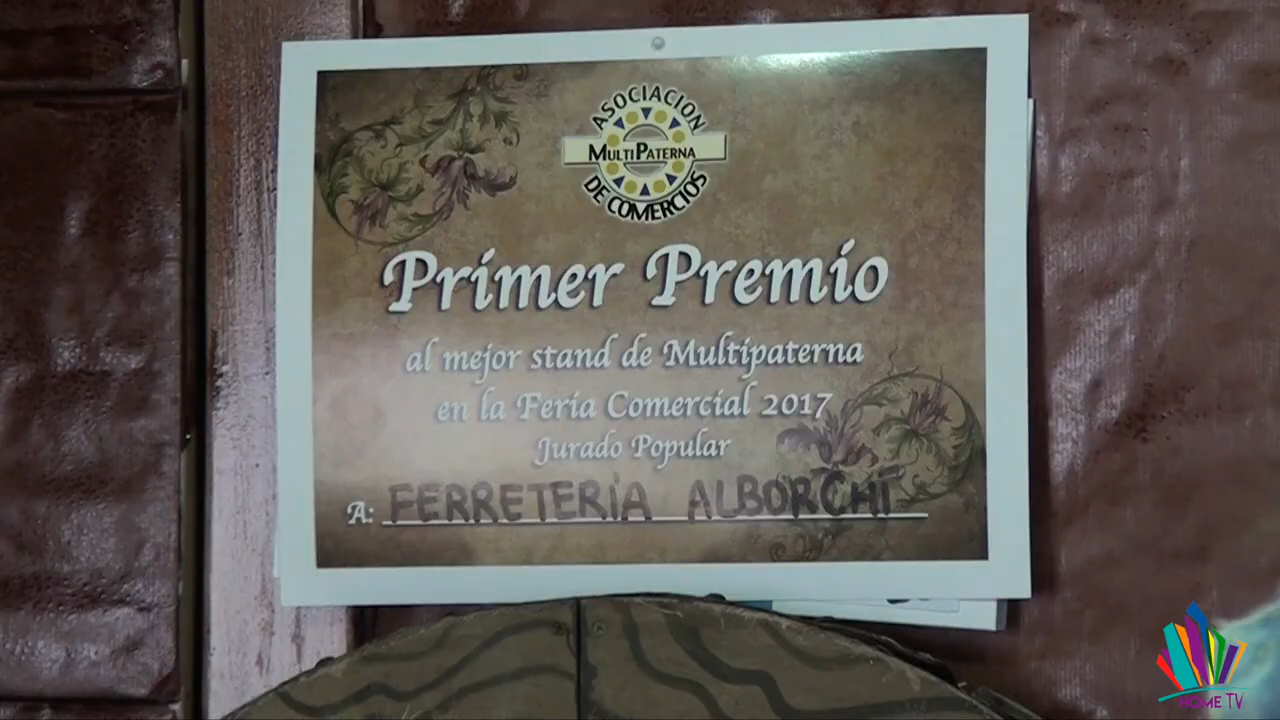 ASOCIACION
MULTIPATERNA
DE COMERCIOS
Primer Premio
al mejor stand de Multipaterna
en la Feria Comercial 2017
Jurado Popular
A: FERRETERÍA ALBORCHÍ
HOME TV